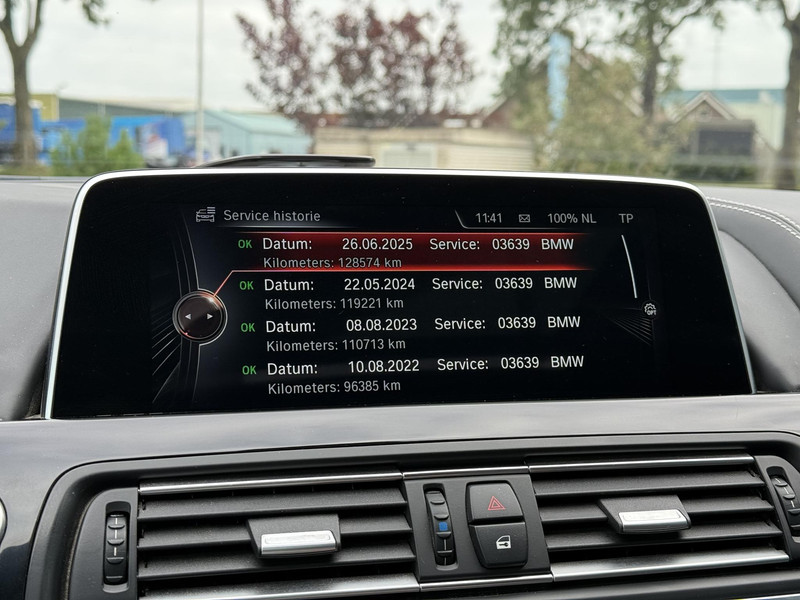 Service historie 11:41 100% NL TP
OK Datum: 26.06.2025 Service: 03639 BMW
Kilometers: 128574 km
OK Datum: 22.05.2024 Service: 03639 BMW
Kilometers: 119221 km
OK Datum: 08.08.2023 Service: 03639 BMW
Kilometers: 110713 km
OK Datum: 10.08.2022 Service: 03639 BMW
Kilometers: 96385 km
OPT